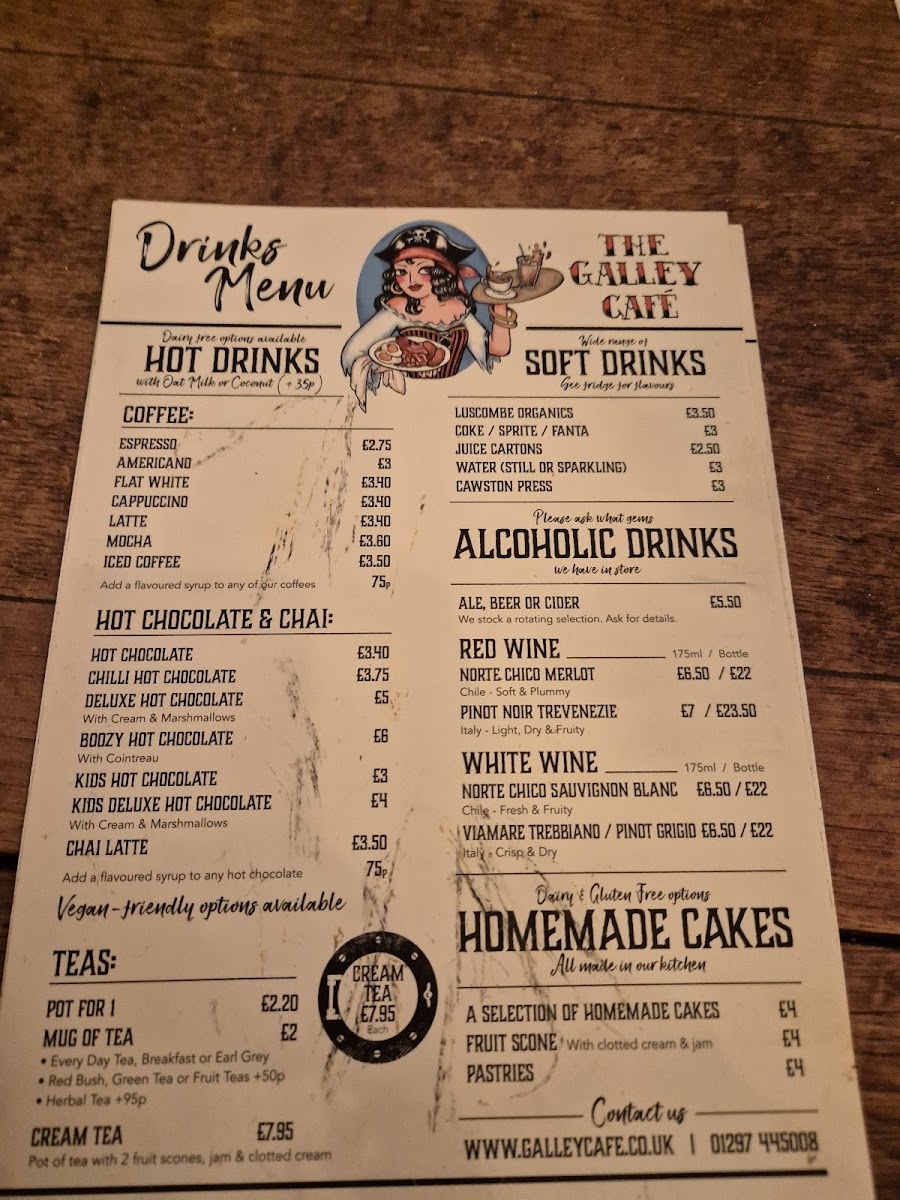 Drinks
Menu
THE
GALLEY
CAFÉ
Dairy free options available
HOT DRINKS
with Oat Milk or Coconut (+ 35p)
COFFEE:
ESPRESSO £2.75
AMERICANO £3
FLAT WHITE £3.40
CAPPUCCINO £3.40
LATTE £3.40
MOCHA £3.60
ICED COFFEE £3.50
Add a flavoured syrup to any of our coffees 75p
HOT CHOCOLATE & CHAI:
HOT CHOCOLATE £3.40
CHILLI HOT CHOCOLATE £3.75
DELUXE HOT CHOCOLATE £5
With Cream & Marshmallows
BOOZY HOT CHOCOLATE £6
With Cointreau
KIDS HOT CHOCOLATE £3
KIDS DELUXE HOT CHOCOLATE £4
With Cream & Marshmallows
CHAI LATTE £3.50
Add a flavoured syrup to any hot chocolate 75p
Vegan-friendly options available
TEAS:
POT FOR 1 £2.20
MUG OF TEA £2
• Every Day Tea, Breakfast or Earl Grey
• Red Bush, Green Tea or Fruit Teas +50p
• Herbal Tea +95p
CREAM TEA £7.95
Pot of tea with 2 fruit scones, jam & clotted cream
CREAM
TEA
£7.95
Each
Wide range of
SOFT DRINKS
See fridge for flavours
LUSCOMBE ORGANICS £3.50
COKE / SPRITE / FANTA £3
JUICE CARTONS £2.50
WATER (STILL OR SPARKLING) £3
CAWSTON PRESS £3
Please ask what gems
ALCOHOLIC DRINKS
we have in store
ALE, BEER OR CIDER £5.50
We stock a rotating selection. Ask for details.
RED WINE 175ml / Bottle
NORTE CHICO MERLOT £6.50 / £22
Chile - Soft & Plummy
PINOT NOIR TREVENEZIE £7 / £23.50
Italy - Light, Dry & Fruity
WHITE WINE 175ml / Bottle
NORTE CHICO SAUVIGNON BLANC £6.50 / £22
Chile - Fresh & Fruity
VIAMARE TREBBIANO / PINOT GRIGIO £6.50 / £22
Italy - Crisp & Dry
Dairy & Gluten Free options
HOMEMADE CAKES
All made in our kitchen
A SELECTION OF HOMEMADE CAKES £4
FRUIT SCONE With clotted cream & jam £4
PASTRIES £4
Contact us
WWW.GALLEYCAFE.CO.UK | 01297 445008